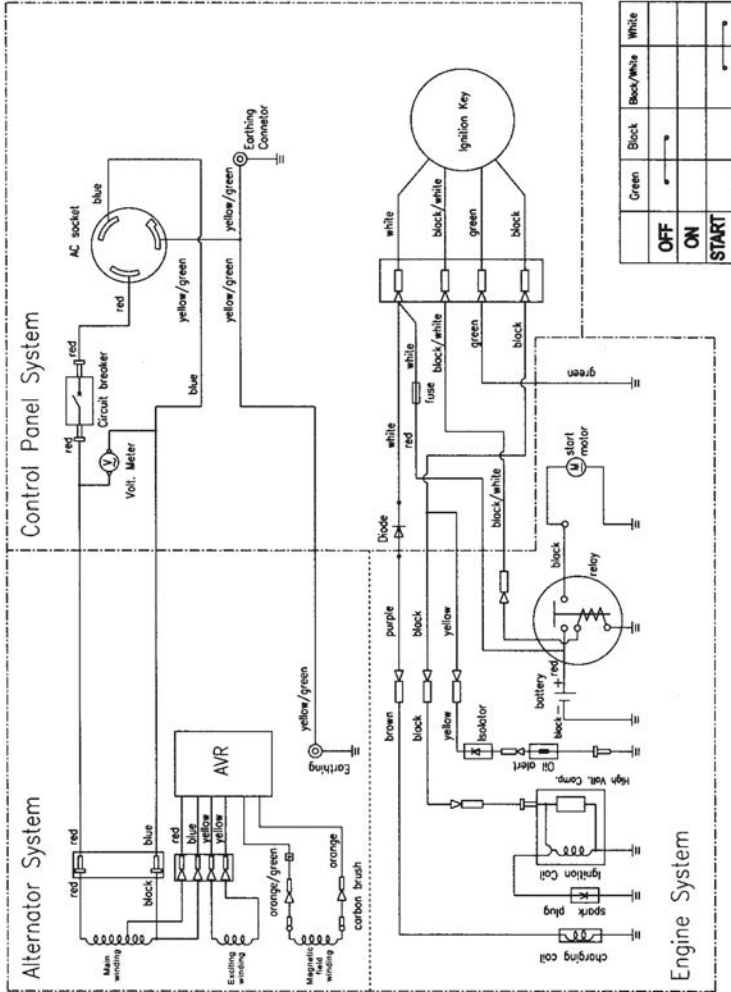 Alternator System
Control Panel System
Engine System
Main
winding
Exciting
winding
Magnetic
field
winding
red
red
black
blue
red
blue
yellow
yellow
AVR
orange/green
orange
carbon brush
yellow/green
Earthing
red
Circuit breaker
red
V
Volt. Meter
red
AC socket
blue
yellow/green
blue
yellow/green
yellow/green
Earthing
Connetor
brown
purple
Diode
white
white
black
black
white
fuse
red
yellow
yellow
black/white
black/white
green
green
black
black/white
green
black
Ignition Key
Isolator
Oil
alert
High Volt. Comp.
Ignition Coil
spark
plug
charging coil
black
battery
red
relay
black
M
start
motor
Green
Black
Black/White
White
OFF
ON
START